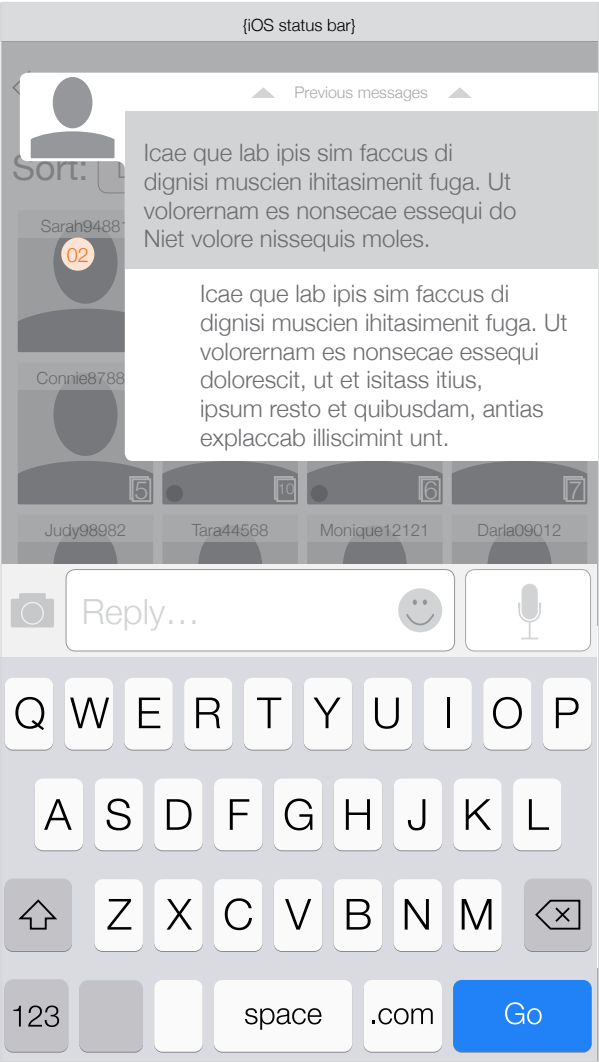 {iOS status bar}
Previous messages
Icae que lab ipis sim faccus di
dignisi muscien ihitasimenit fuga. Ut
volorernam es nonsecae essequi do
Niet volore nissequis moles.
Sort:
Sarah9488
02
Icae que lab ipis sim faccus di
dignisi muscien ihitasimenit fuga. Ut
volorernam es nonsecae essequi
dolorescit, ut et isitass itius,
ipsum resto et quibusdam, antias
explaccab illiscimint unt.
Connie8788
5 10 6 7
Judy98982 Tara44568 Monique12121 Darla09012
Reply...
Q W E R T Y U I O P
A S D F G H J K L
Z X C V B N M
123 space .com Go